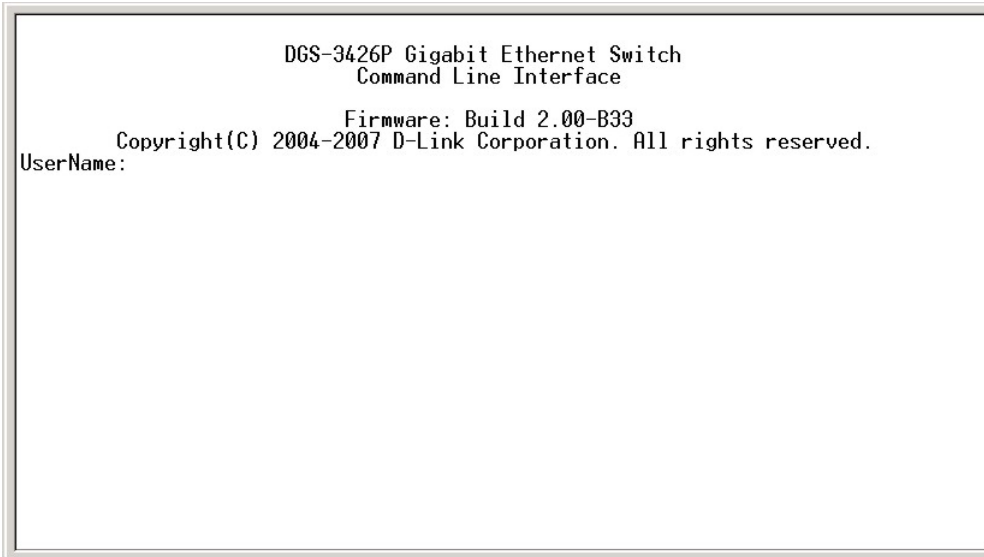 DGS-3426P Gigabit Ethernet Switch
Command Line Interface
Firmware: Build 2.00-B33
Copyright(C) 2004-2007 D-Link Corporation. All rights reserved.
UserName: